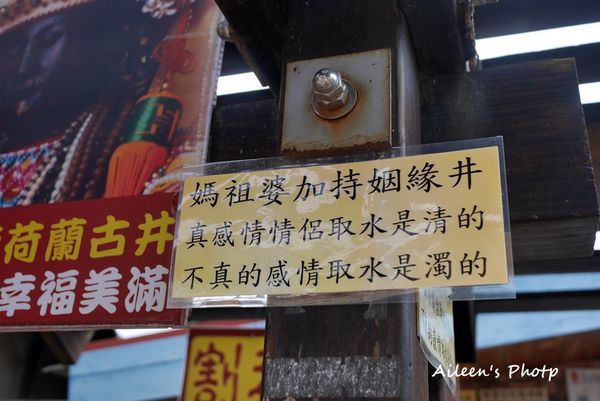 媽祖婆加持姻緣井
真感情情侶取水是清的
不真的感情取水是濁的
荷蘭古井
幸福美滿
割
Aileen's Photp